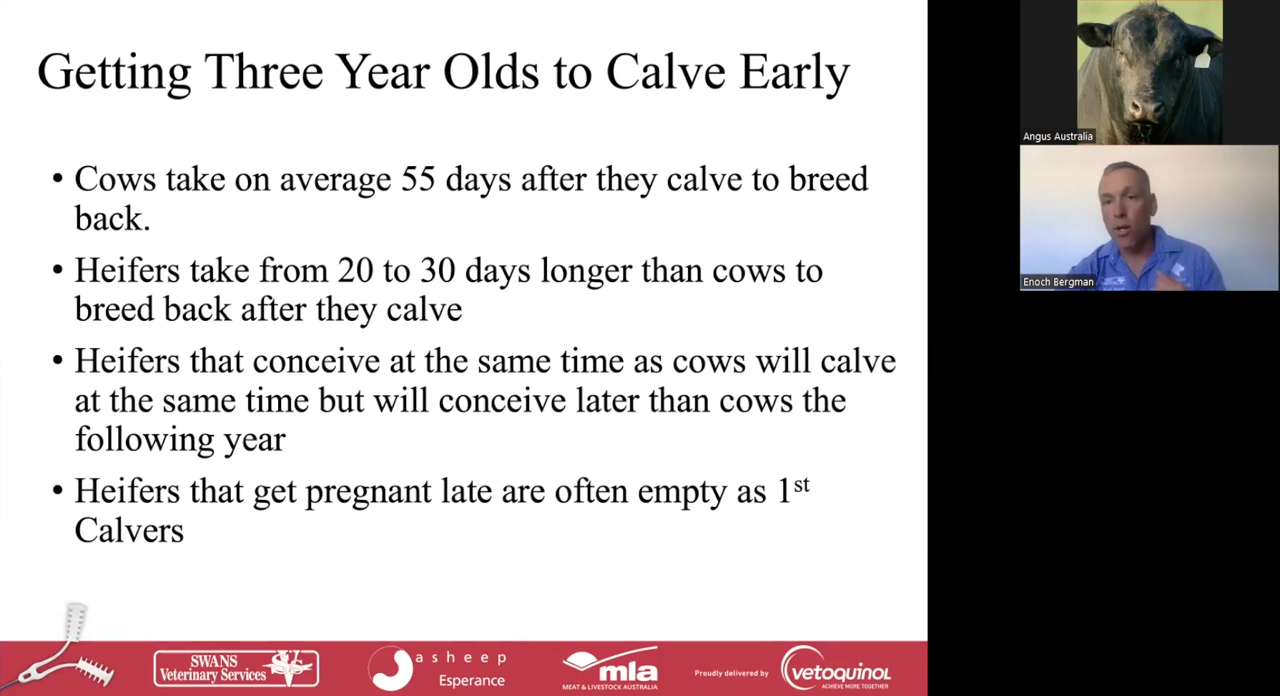 Getting Three Year Olds to Calve Early
• Cows take on average 55 days after they calve to breed
back.
• Heifers take from 20 to 30 days longer than cows to
breed back after they calve
• Heifers that conceive at the same time as cows will calve
at the same time but will conceive later than cows the
following year
• Heifers that get pregnant late are often empty as 1st
Calvers
SWANS
Veterinary Services
asheep
Esperance
mla
MEAT & LIVESTOCK AUSTRALIA
Proudly delivered by
vetoquinol
ACHIEVE MORE TOGETHER
Angus Australia
Enoch Bergman